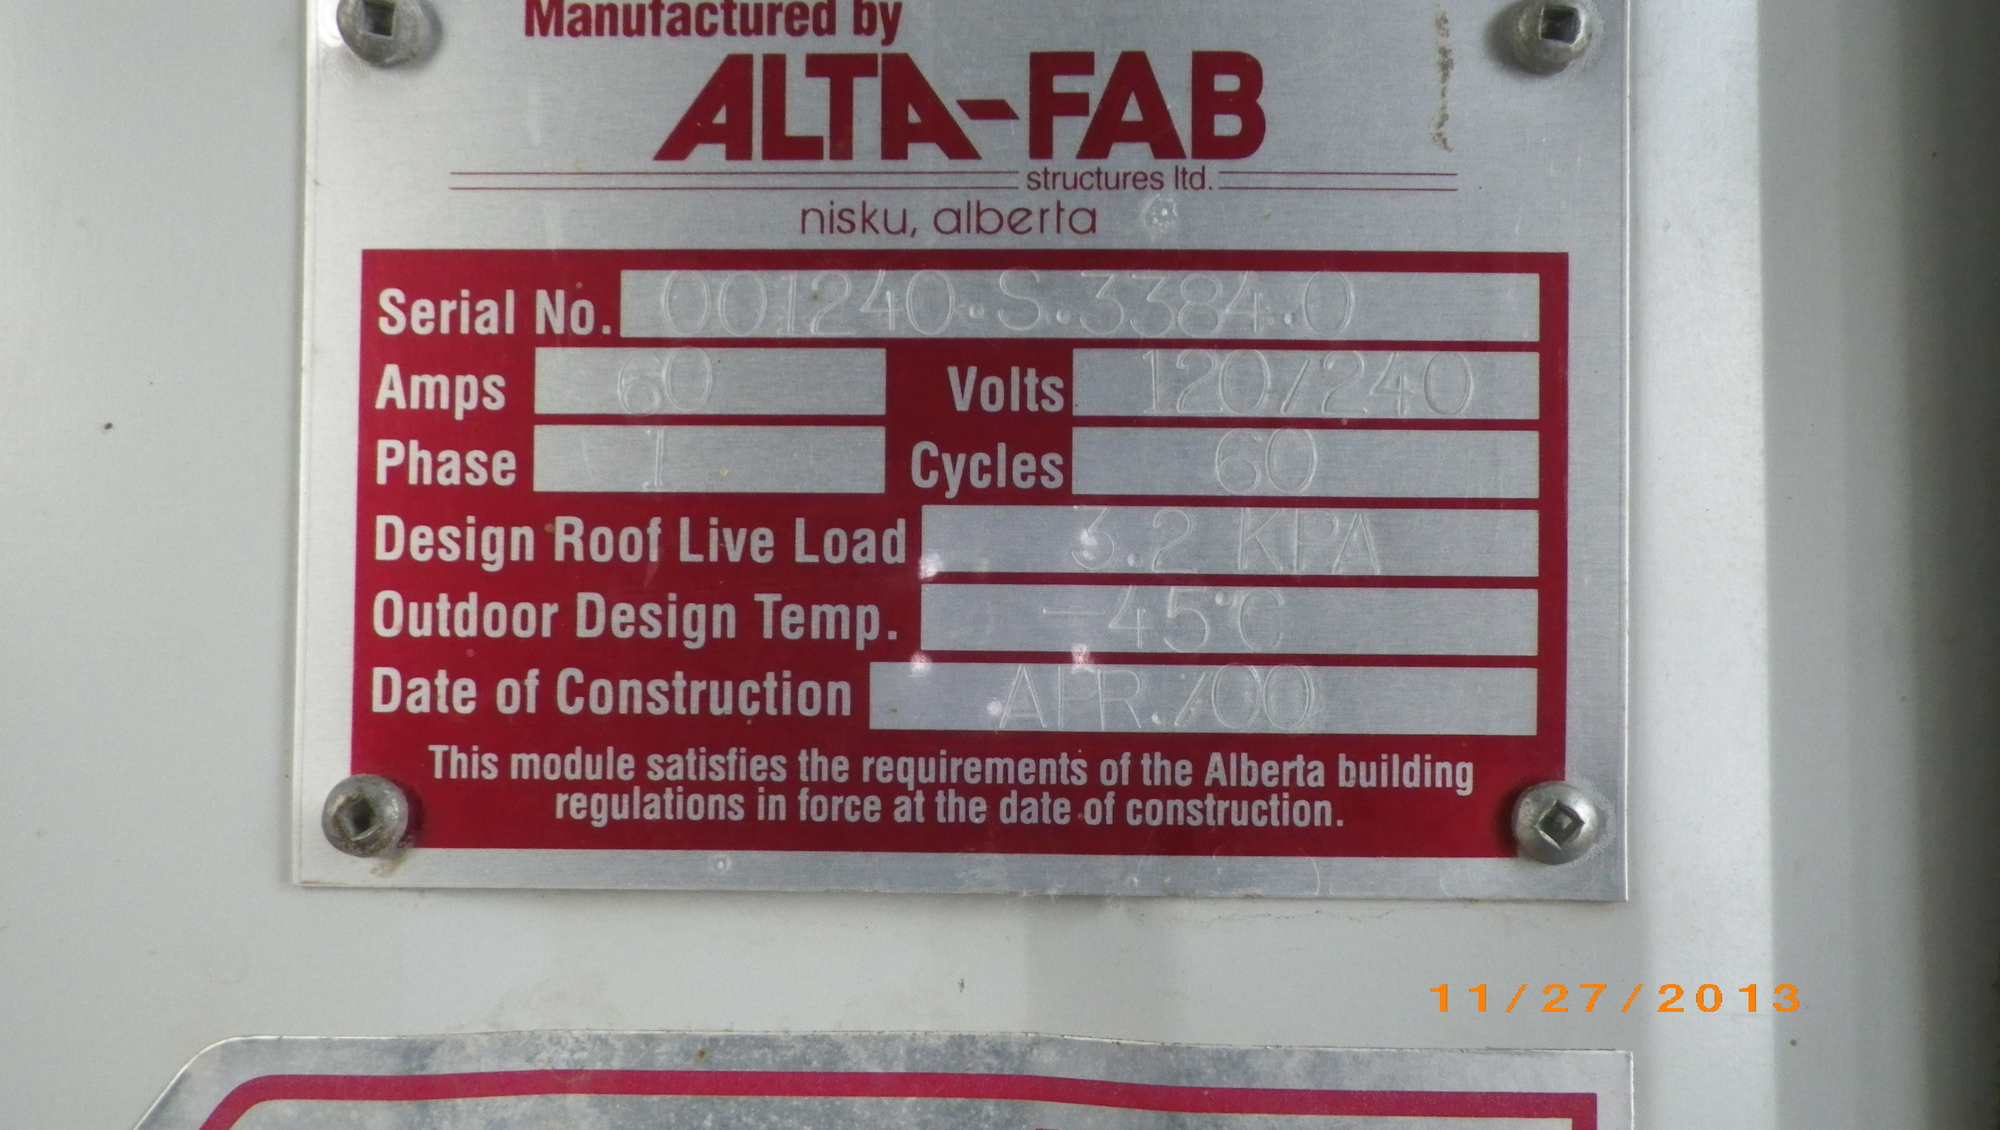 Manufactured by
ALTA-FAB
structures ltd.
nisku, alberta
Serial No. 001240.S.3384.0
Amps 60 Volts 120/240
Phase 1 Cycles 60
Design Roof Live Load 3.2 KPA
Outdoor Design Temp. -45°C
Date of Construction APR./00
This module satisfies the requirements of the Alberta building
regulations in force at the date of construction.
11/27/2013